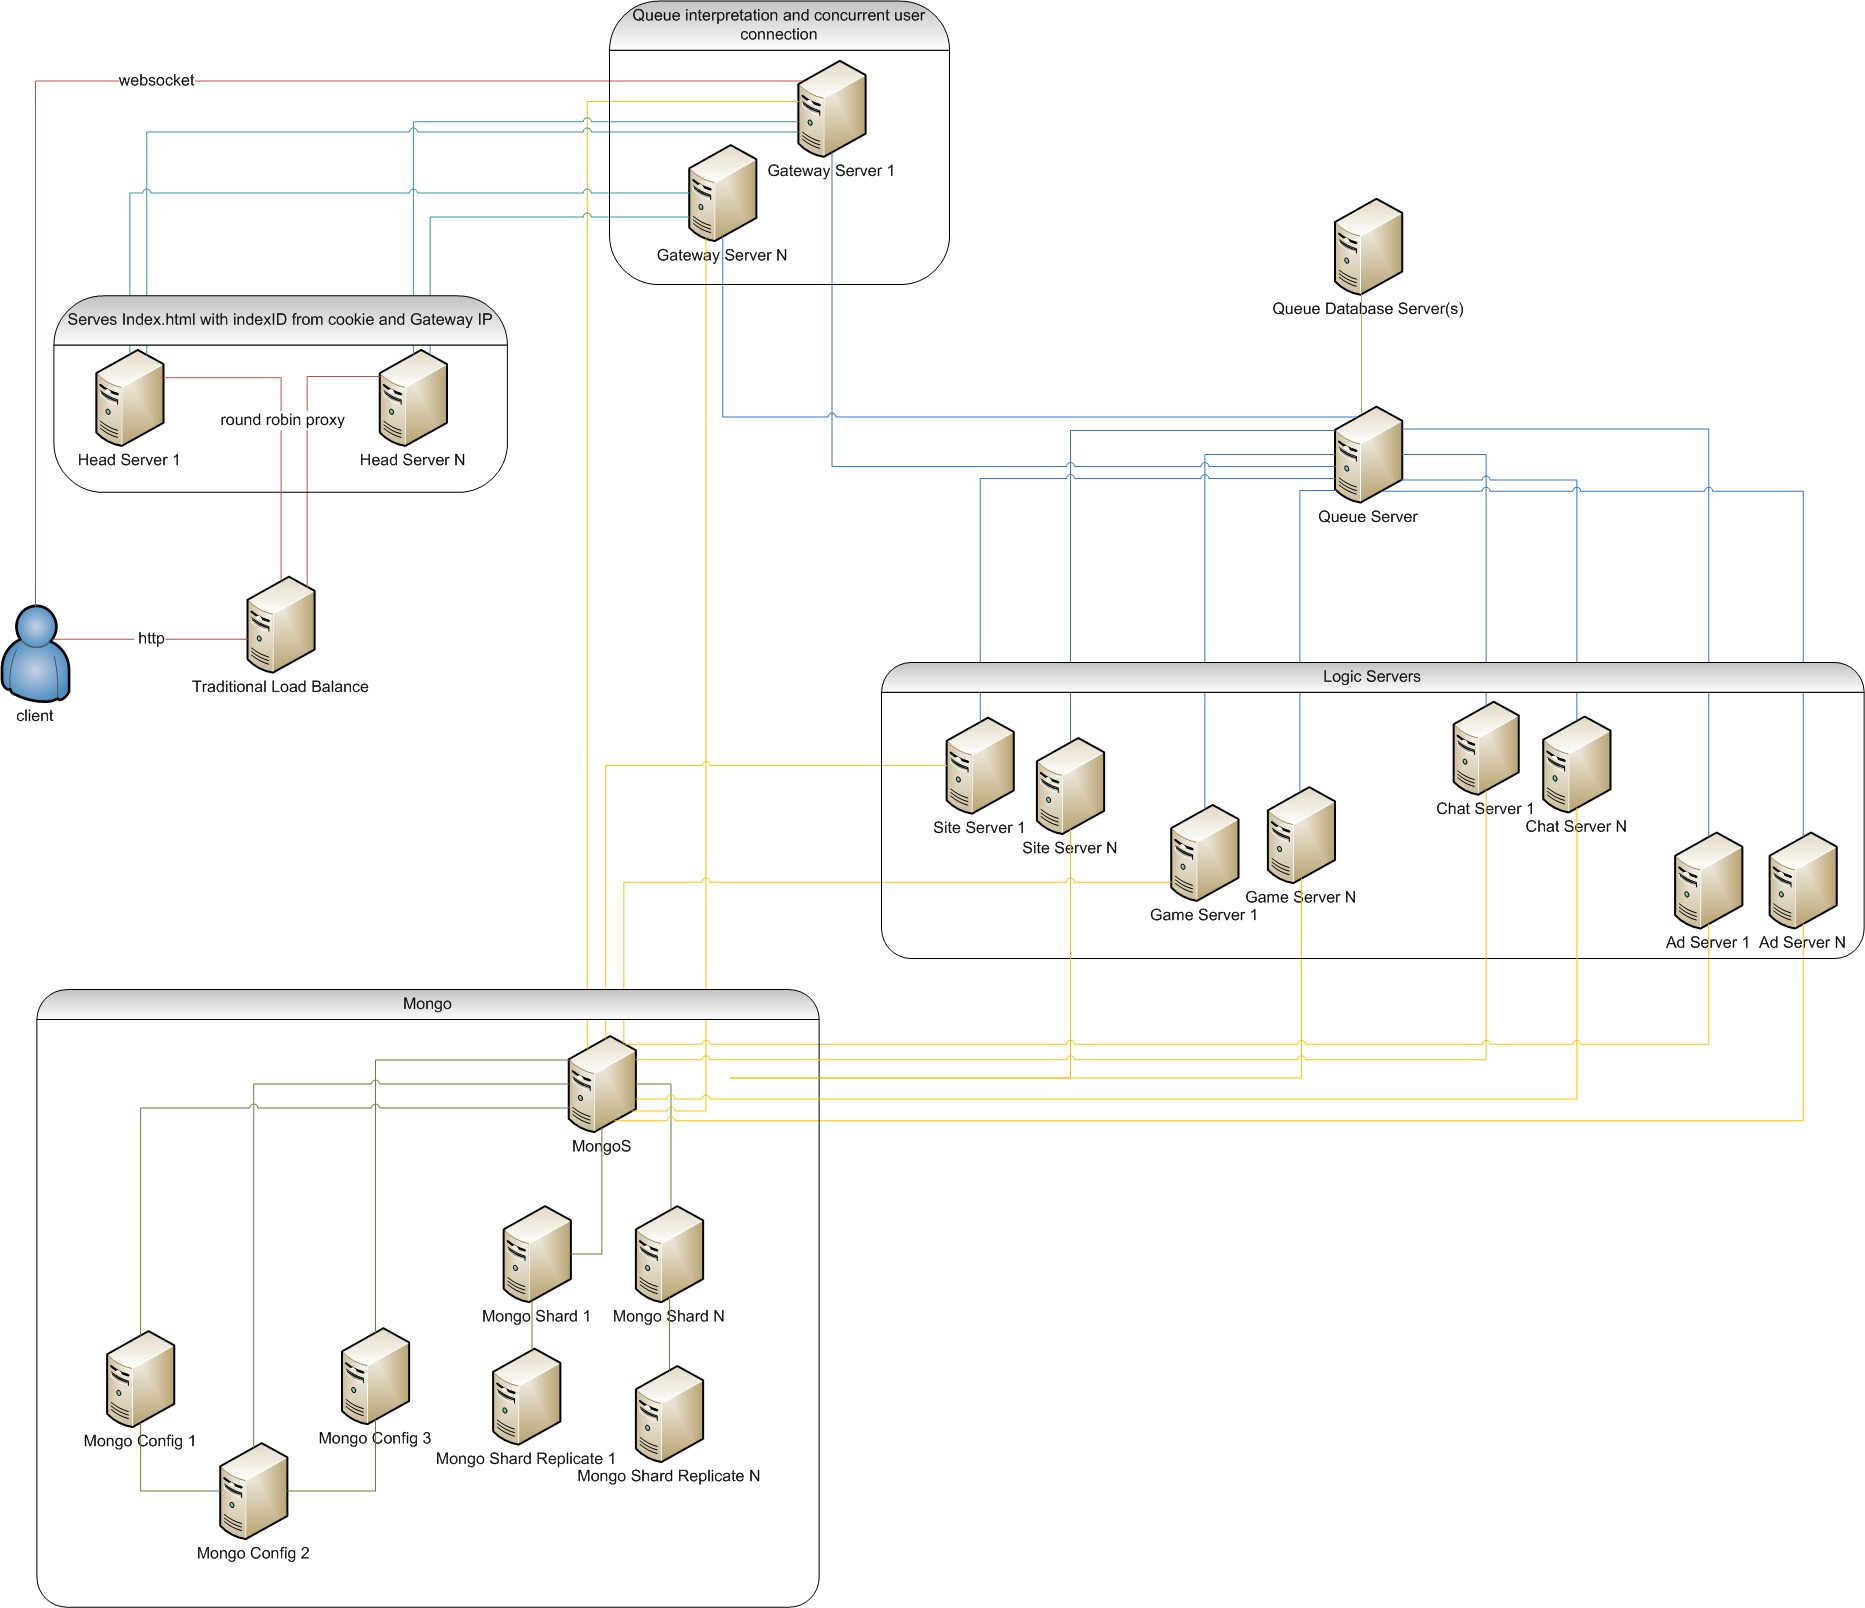 Queue interpretation and concurrent user
connection
websocket
Gateway Server 1
Gateway Server N
Queue Database Server(s)
Serves Index.html with indexID from cookie and Gateway IP
round robin proxy
Head Server 1
Head Server N
Queue Server
http
Traditional Load Balance
client
Logic Servers
Site Server 1
Site Server N
Game Server 1
Game Server N
Chat Server 1
Chat Server N
Ad Server 1
Ad Server N
Mongo
MongoS
Mongo Shard 1
Mongo Shard N
Mongo Config 1
Mongo Config 3
Mongo Shard Replicate 1
Mongo Shard Replicate N
Mongo Config 2